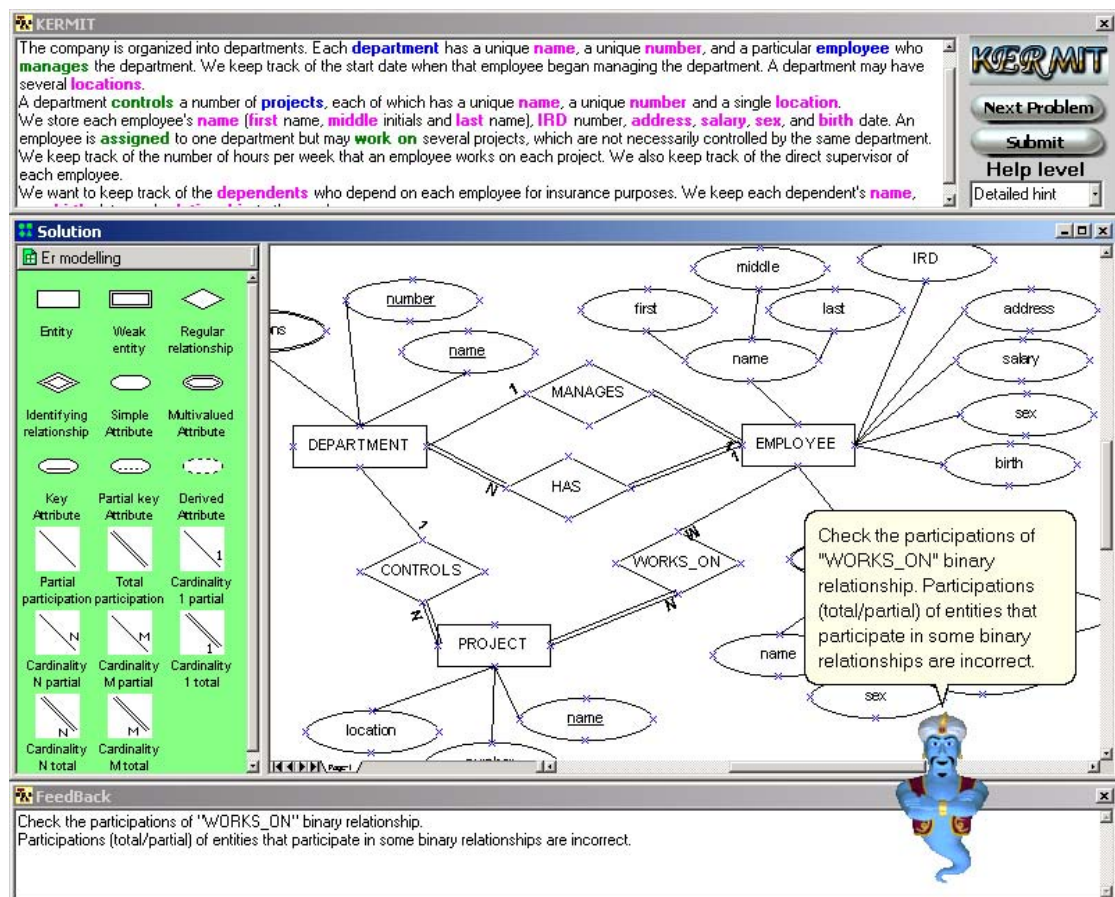 KERMIT
The company is organized into departments. Each department has a unique name, a unique number, and a particular employee who
manages the department. We keep track of the start date when that employee began managing the department. A department may have
several locations.
A department controls a number of projects, each of which has a unique name, a unique number and a single location.
We store each employee's name (first name, middle initials and last name), IRD number, address, salary, sex, and birth date. An
employee is assigned to one department but may work on several projects, which are not necessarily controlled by the same department.
We keep track of the number of hours per week that an employee works on each project. We also keep track of the direct supervisor of
each employee.
We want to keep track of the dependents who depend on each employee for insurance purposes. We keep each dependent's name,
KERMIT
Next Problem
Submit
Help level
Detailed hint
Solution
Er modelling
Entity
Weak
entity
Regular
relationship
Identifying
relationship
Simple
Attribute
Multivalued
Attribute
Key
Attribute
Partial key
Attribute
Derived
Attribute
Partial
participation
Total
participation
1
Cardinality
1 partial
N
Cardinality
N partial
M
Cardinality
M partial
1
Cardinality
1 total
N
Cardinality
N total
M
Cardinality
M total
number
name
middle
first
last
name
IRD
address
salary
sex
birth
1
MANAGES
1
DEPARTMENT
EMPLOYEE
N
HAS
1
1
CONTROLS
N
M
WORKS_ON
N
PROJECT
location
name
number
name
sex
Check the participations of
"WORKS_ON" binary
relationship. Participations
(total/partial) of entities that
participate in some binary
relationships are incorrect.
Page-1
FeedBack
Check the participations of "WORKS_ON" binary relationship.
Participations (total/partial) of entities that participate in some binary relationships are incorrect.